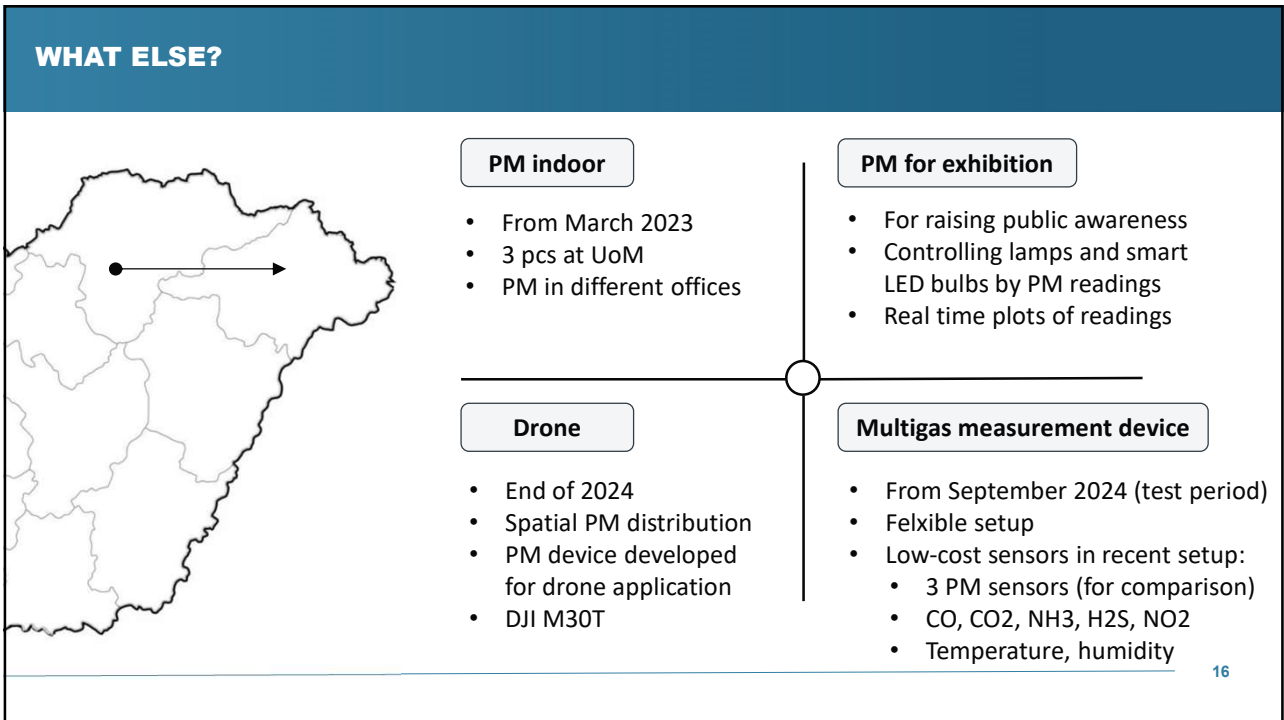 WHAT ELSE?
PM indoor
• From March 2023
• 3 pcs at UoM
• PM in different offices
PM for exhibition
• For raising public awareness
• Controlling lamps and smart
LED bulbs by PM readings
• Real time plots of readings
Drone
• End of 2024
• Spatial PM distribution
• PM device developed
for drone application
• DJI M30T
Multigas measurement device
• From September 2024 (test period)
• Felxible setup
• Low-cost sensors in recent setup:
• 3 PM sensors (for comparison)
• CO, CO2, NH3, H2S, NO2
• Temperature, humidity
16